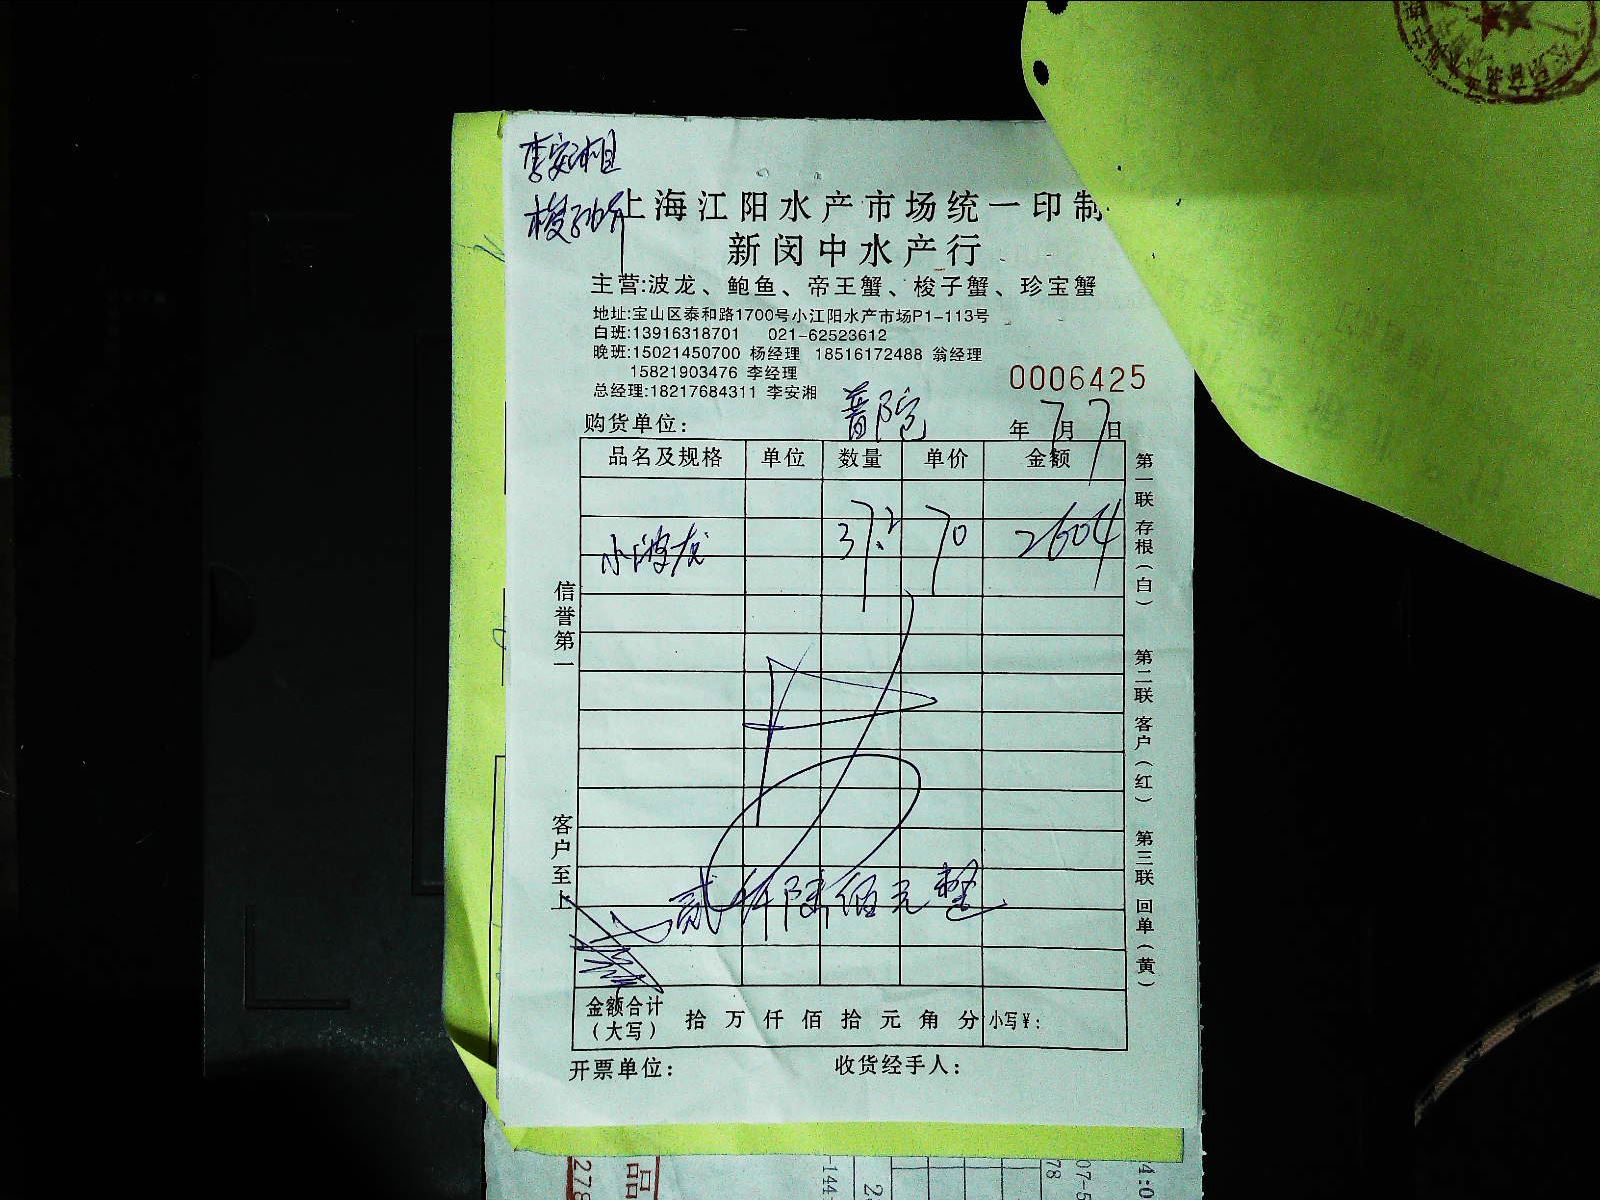 李安湘
梭子蟹
上海江阳水产市场统一印制
新闵中水产行
主营:波龙、鲍鱼、帝王蟹、梭子蟹、珍宝蟹
地址:宝山区泰和路1700号小江阳水产市场P1-113号
白班:13916318701 021-62523612
晚班:15021450700 杨经理 18516172488 翁经理
15821903476 李经理
总经理:18217684311 李安湘
0006425
购货单位: 年 7月 7日
品名及规格 单位 数量 单价 金额
小波龙 37.2 70 2604
贰仟陆佰元整
金额合计(大写) 拾 万 仟 佰 拾 元 角 分 小写¥:
开票单位: 收货经手人:
信誉第一
客户至上
第一联 存根(白)
第二联 客户(红)
第三联 回单(黄)
278
品
-144-
78
07-5